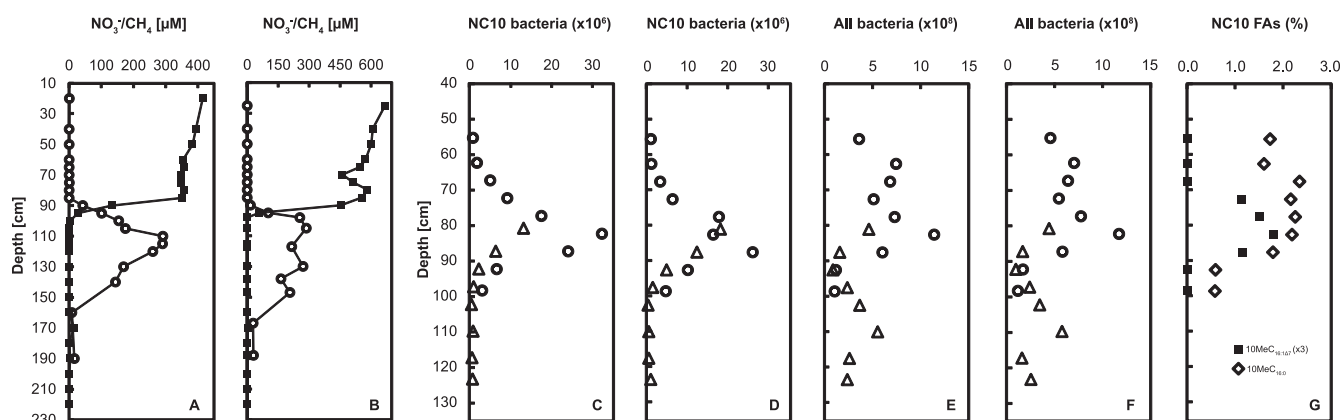 NO₃⁻/CH₄ [µM]
0 100 200 300 400
Depth [cm]
10
30
50
70
90
110
130
150
170
190
210
230
A
NO₃⁻/CH₄ [µM]
0 150 300 450 600
B
NC10 bacteria (x10⁶)
0 10 20 30
Depth [cm]
40
50
60
70
80
90
100
110
120
130
C
NC10 bacteria (x10⁶)
0 10 20 30
D
All bacteria (x10⁸)
0 5 10 15
E
All bacteria (x10⁸)
0 5 10 15
F
NC10 FAs (%)
0.0 1.0 2.0 3.0
10MeC16:1Δ7 (x3)
10MeC16:0
G